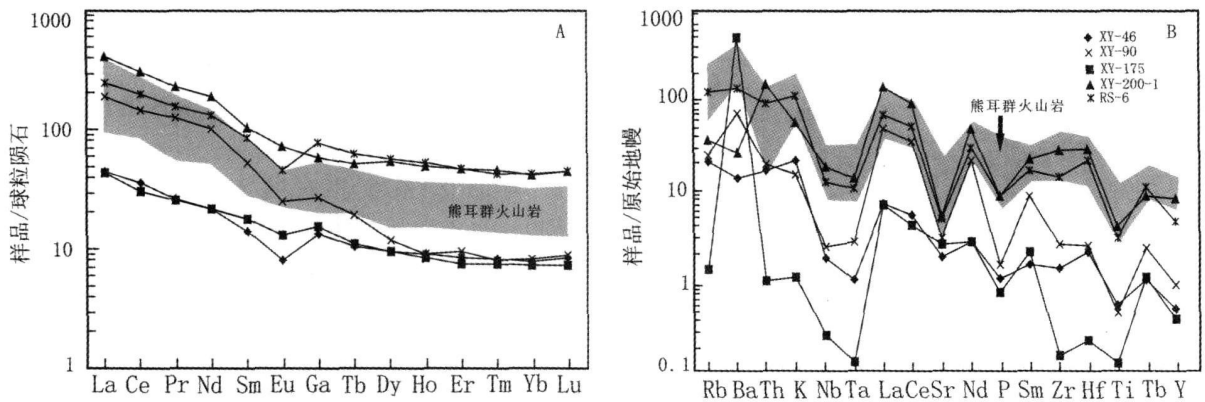 1000
100
10
1
样品/球粒陨石
A
熊耳群火山岩
La Ce Pr Nd Sm Eu Ga Tb Dy Ho Er Tm Yb Lu
1000
100
10
1
0.1
样品/原始地幔
B
XY-46
XY-90
XY-175
XY-200-1
RS-6
熊耳群火山岩
Rb Ba Th K Nb Ta La Ce Sr Nd P Sm Zr Hf Ti Tb Y